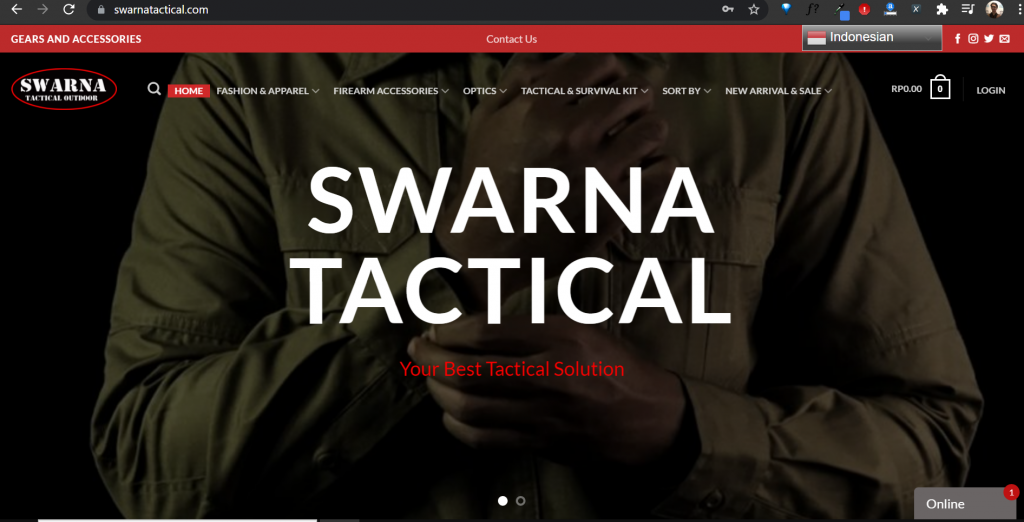 swarnatactical.com
GEARS AND ACCESSORIES
Contact Us
Indonesian
SWARNA
TACTICAL OUTDOOR
HOME
FASHION & APPAREL
FIREARM ACCESSORIES
OPTICS
TACTICAL & SURVIVAL KIT
SORT BY
NEW ARRIVAL & SALE
RP0.00
0
LOGIN
SWARNA
TACTICAL
Your Best Tactical Solution
Online
1